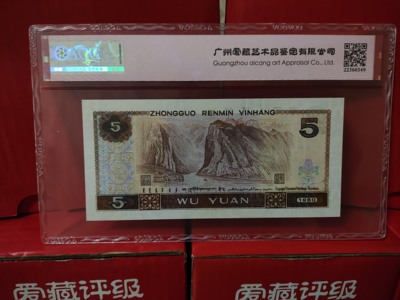 广州爱藏艺术品鉴定有限公司
Guangzhou aicang art Appraisal Co., Ltd.
ZHONGGUO RENMIN YINHANG
5
5
5
WU YUAN
1980
爱藏评级
爱藏评级